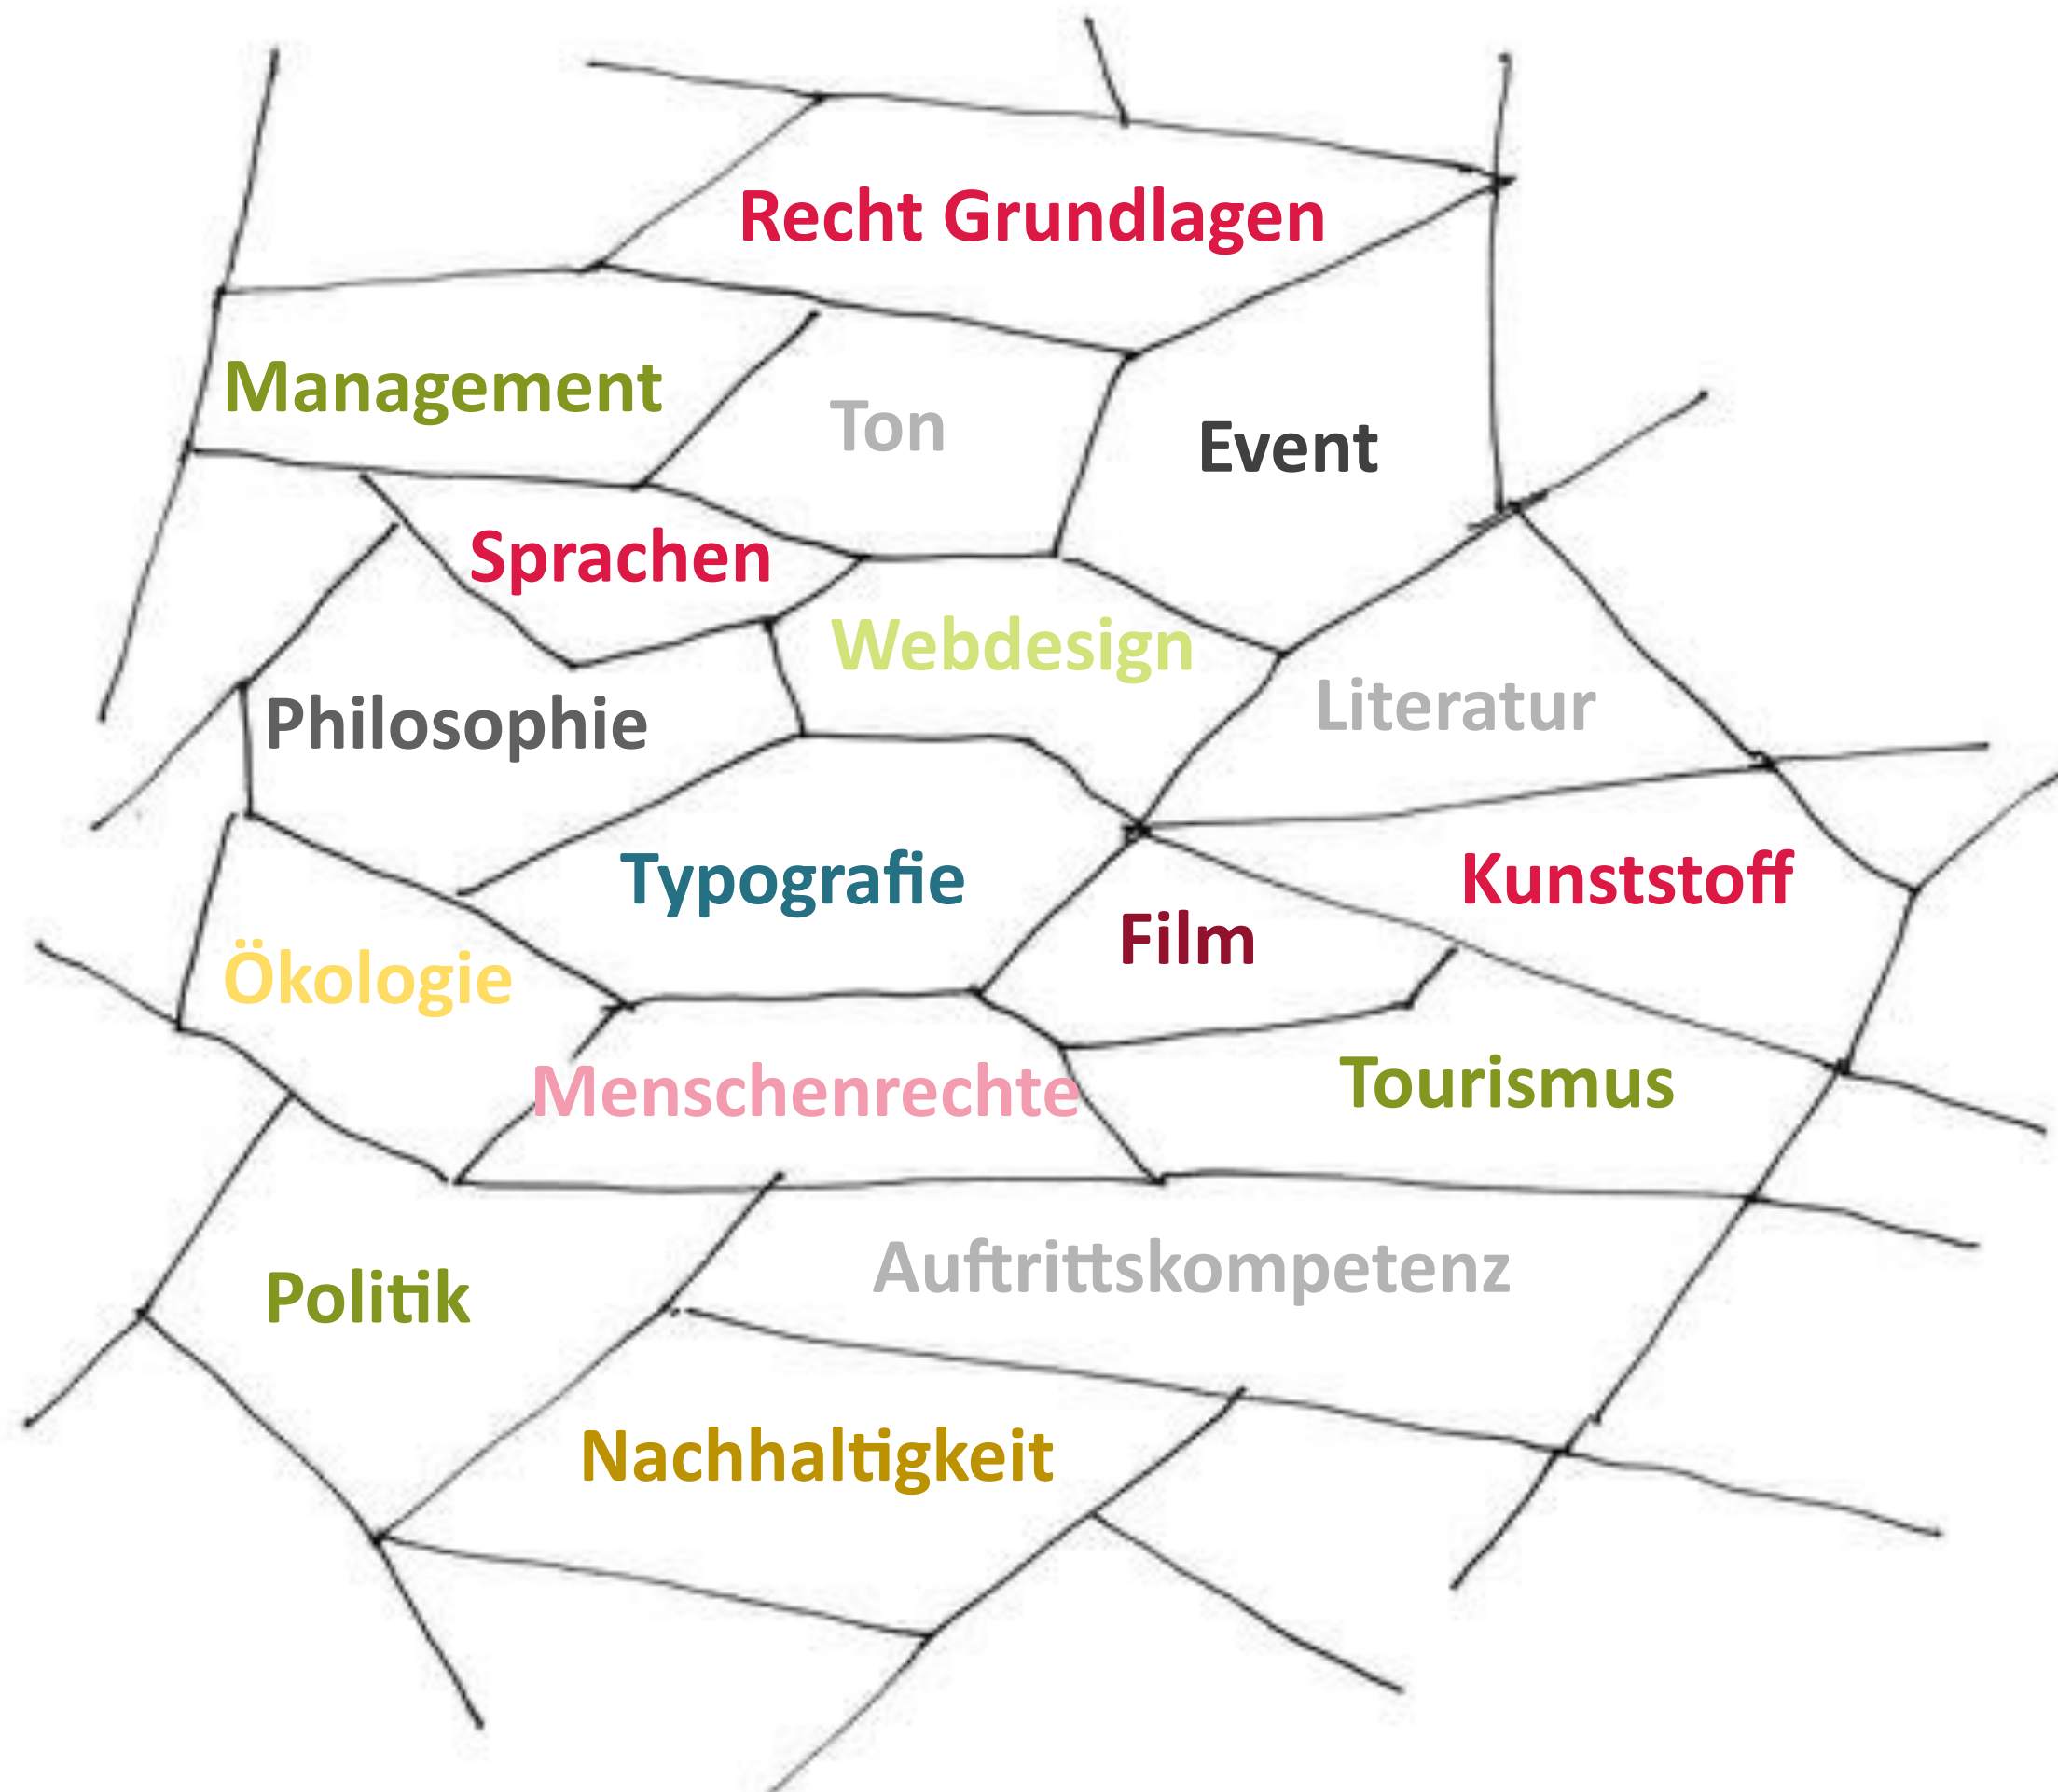 Recht Grundlagen
Management
Ton
Event
Sprachen
Webdesign
Literatur
Philosophie
Typografie
Kunststoff
Film
Ökologie
Menschenrechte
Tourismus
Auftrittskompetenz
Politik
Nachhaltigkeit